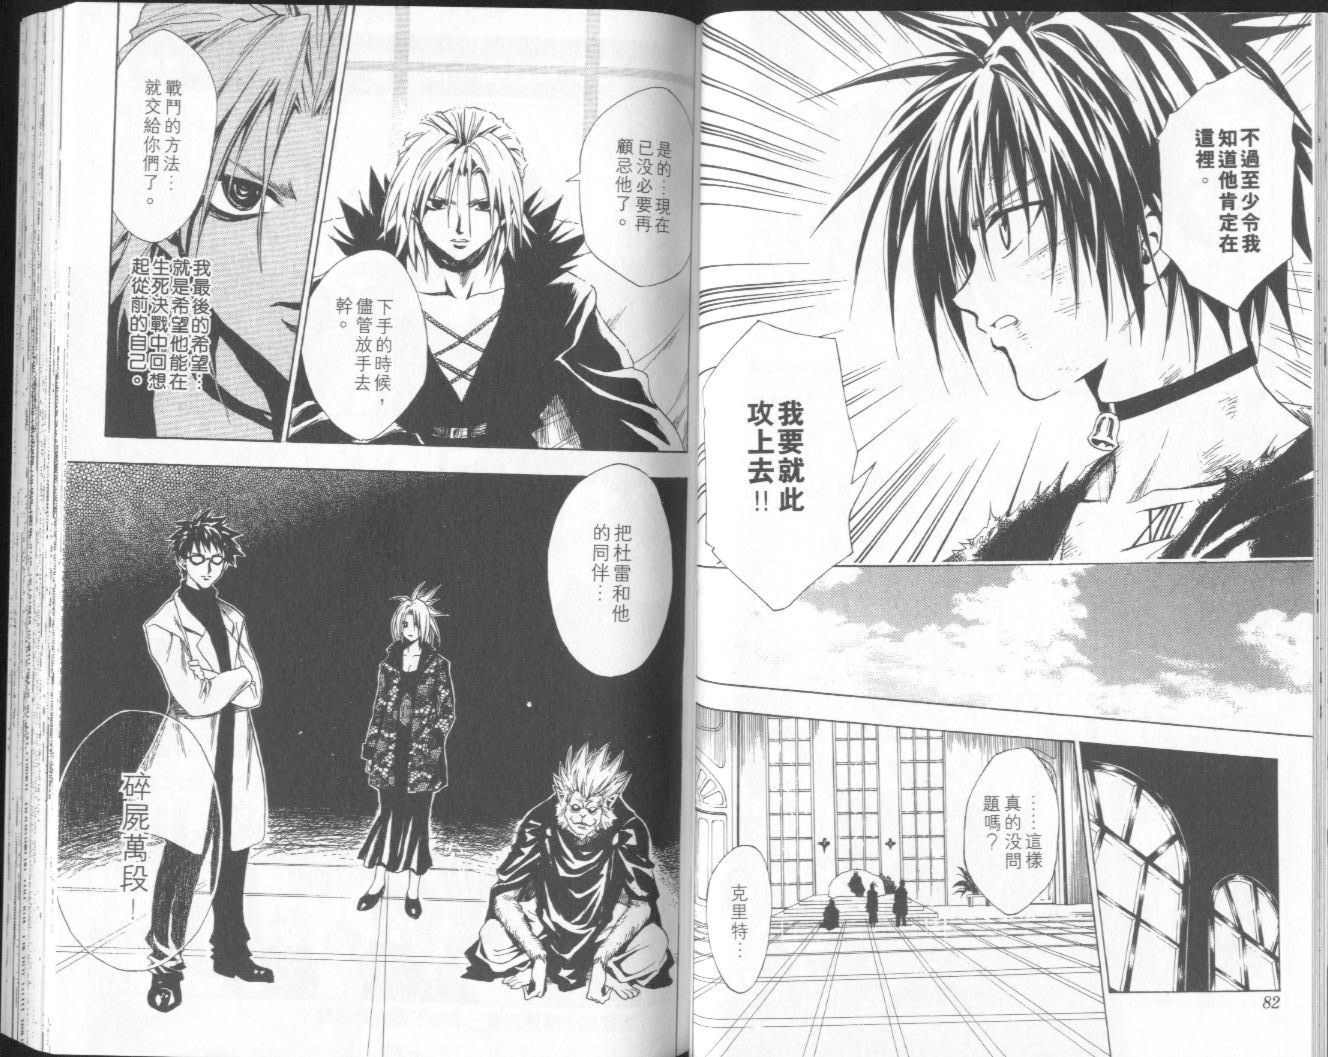 不過至少令我
知道他肯定在
這裡。
我要就此
攻上去!!
……這樣
真的没問
題嗎？
克里特…
82
是的…現在
已没必要再
顧忌他了。
下手的時候，
儘管放手去
幹。
戰鬥的方法…
就交給你們了。
我最後的希望…
就是希望他能在
生死決戰中回想
起從前的自己。
把杜雷和他
的同伴…
碎屍萬段！